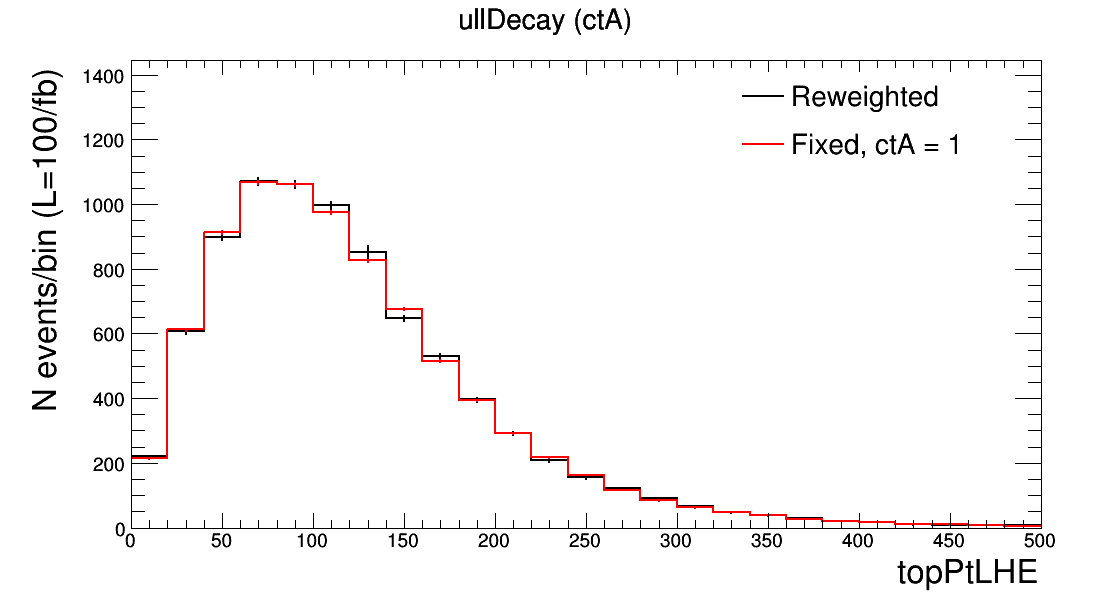 ullDecay (ctA)
N events/bin (L=100/fb)
1400
1200
1000
800
600
400
200
0
Reweighted
Fixed, ctA = 1
0 50 100 150 200 250 300 350 400 450 500
topPtLHE